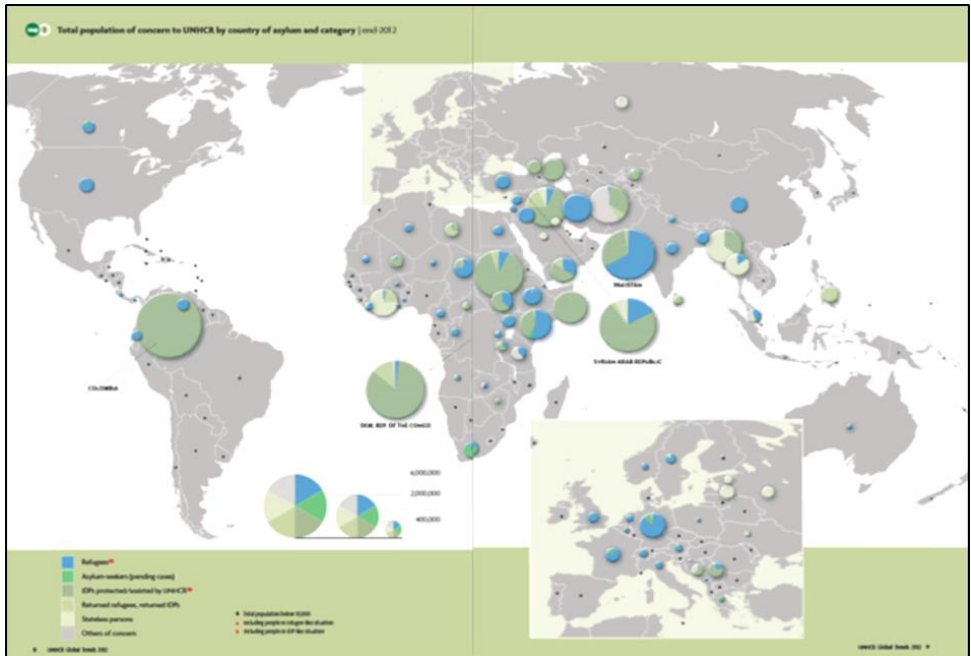 Total population of concern to UNHCR by country of asylum and category | end-2012
COLOMBIA
PAKISTAN
SYRIAN ARAB REPUBLIC
DEM. REP. OF THE CONGO
4,000,000
2,000,000
400,000
Refugees
Asylum-seekers (pending cases)
IDPs protected/assisted by UNHCR
Returned refugees, returned IDPs
Stateless persons
Others of concern
Total population below 10,000
Including people in refugee-like situation
Including people in IDP-like situation
8 UNHCR Global Trends 2012
UNHCR Global Trends 2012 9